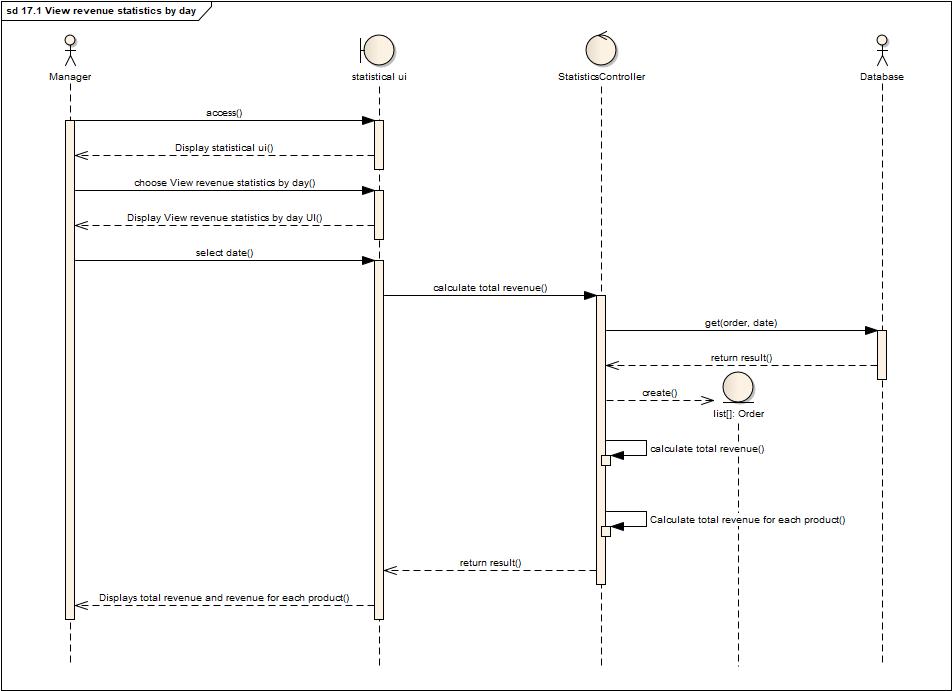 sd 17.1 View revenue statistics by day
Manager
statistical ui
StatisticsController
Database
access()
Display statistical ui()
choose View revenue statistics by day()
Display View revenue statistics by day UI()
select date()
calculate total revenue()
get(order, date)
return result()
create()
list[]: Order
calculate total revenue()
Calculate total revenue for each product()
return result()
Displays total revenue and revenue for each product()